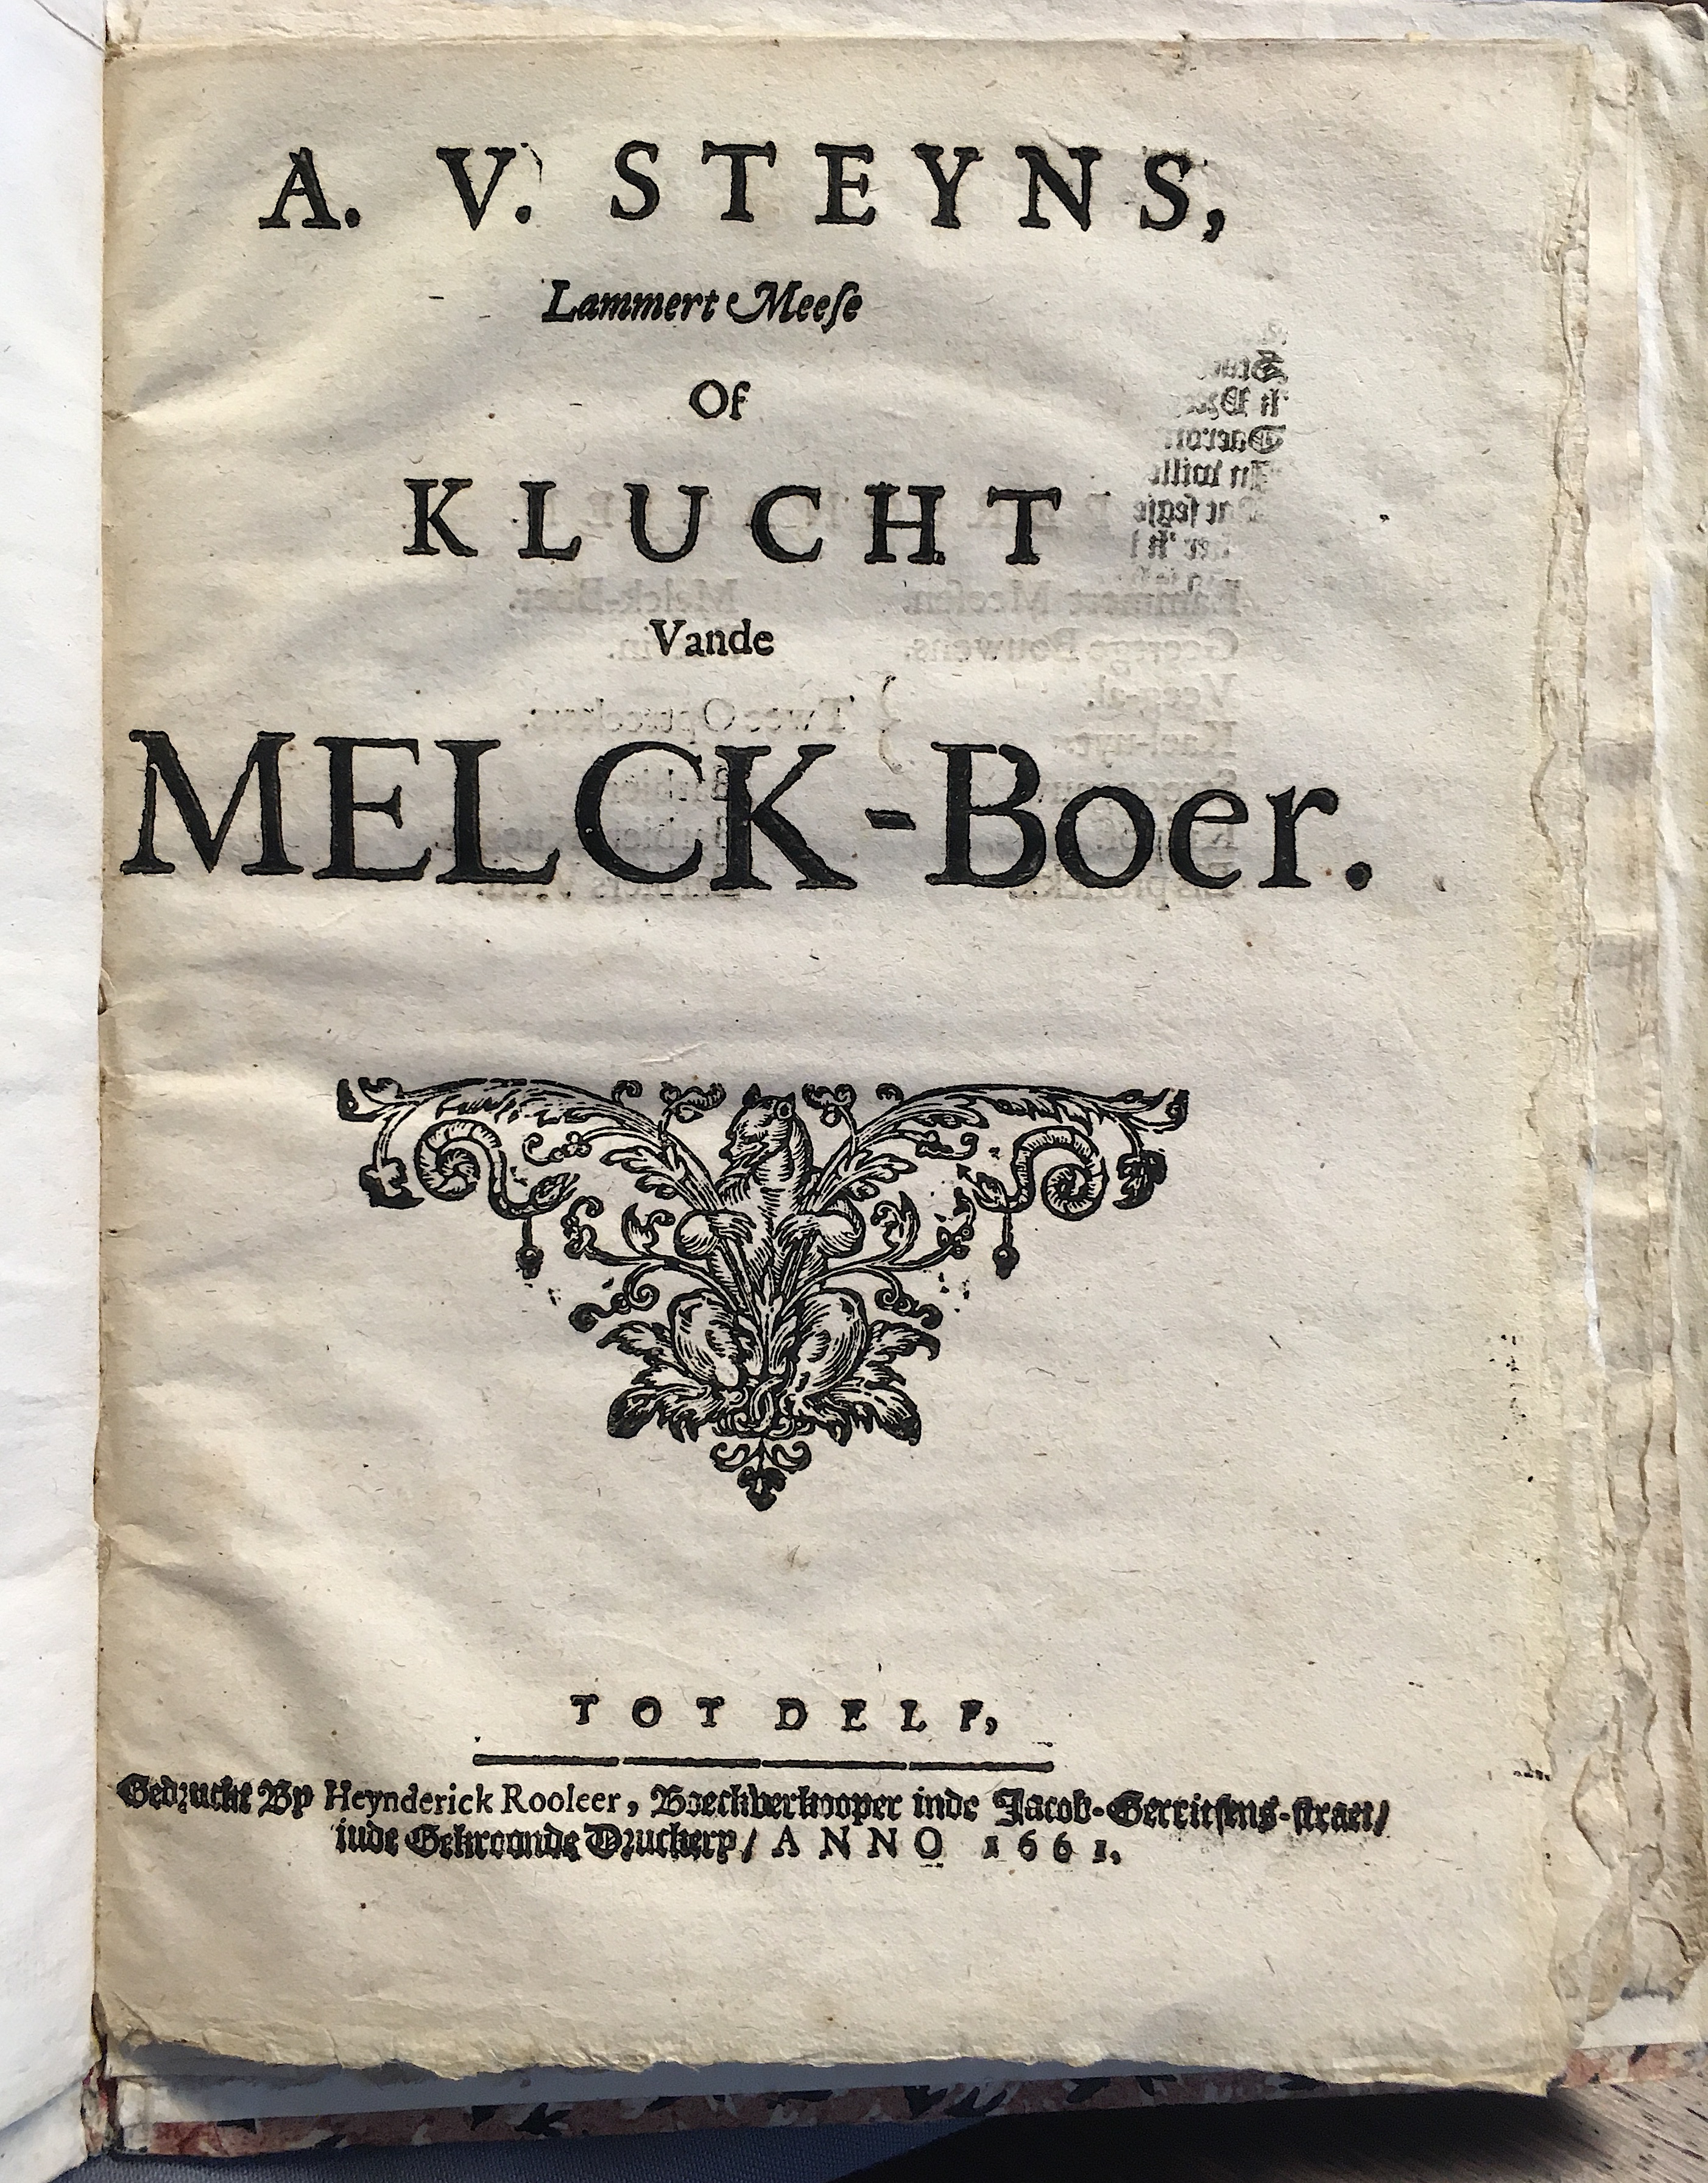 A. V. STEYNS,
Lammert Meeſe
Of
KLUCHT
Vande
MELCK-Boer.
TOT DELF,
Gedruckt By Heynderick Rooleer, Boeckverkooper inde Jacob-Gerritſens-ſtraet/
inde Gekroonde Druckery/ ANNO 1661.